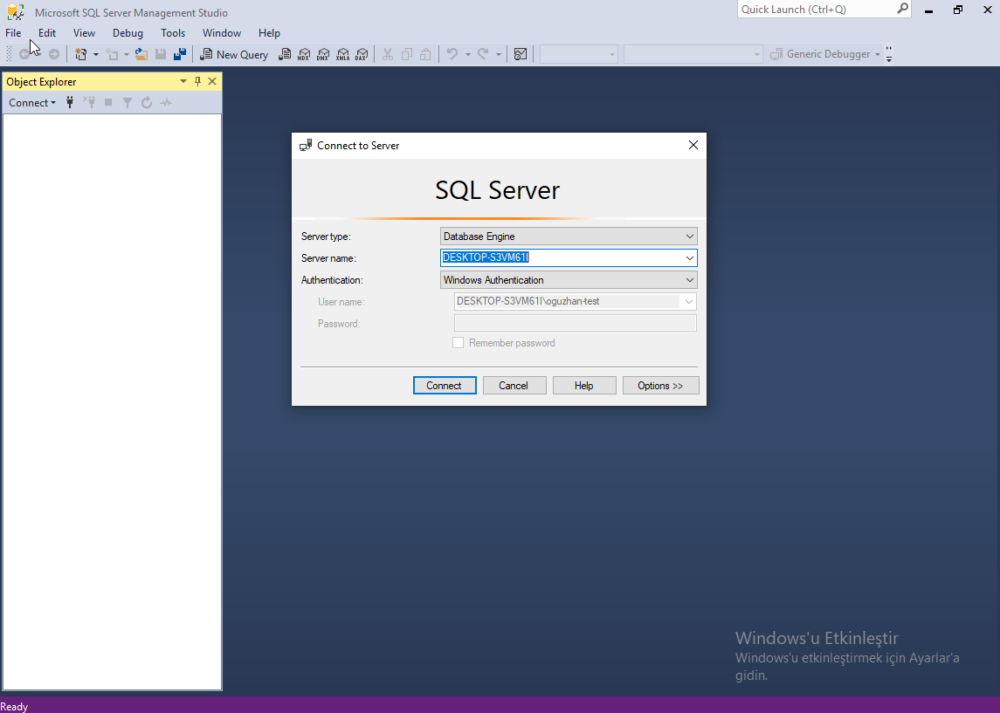 Microsoft SQL Server Management Studio
Quick Launch (Ctrl+Q)
File Edit View Debug Tools Window Help
New Query MDX DMX XMLA DAX Generic Debugger
Object Explorer
Connect
Connect to Server
SQL Server
Server type: Database Engine
Server name: DESKTOP-S3VM61I
Authentication: Windows Authentication
User name: DESKTOP-S3VM61I\oguzhan-test
Password:
Remember password
Connect Cancel Help Options >>
Windows'u Etkinleştir
Windows'u etkinleştirmek için Ayarlar'a
gidin.
Ready